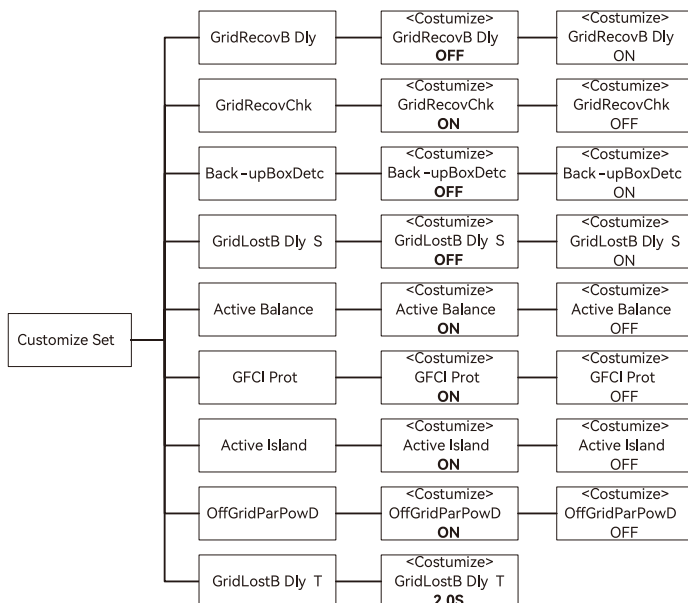 GridRecovB Dly
<Costumize>
GridRecovB Dly
OFF
<Costumize>
GridRecovB Dly
ON
GridRecovChk
<Costumize>
GridRecovChk
ON
<Costumize>
GridRecovChk
OFF
Back-upBoxDetc
<Costumize>
Back-upBoxDetc
OFF
<Costumize>
Back-upBoxDetc
ON
GridLostB Dly S
<Costumize>
GridLostB Dly S
OFF
<Costumize>
GridLostB Dly S
ON
Customize Set
Active Balance
<Costumize>
Active Balance
ON
<Costumize>
Active Balance
OFF
GFCI Prot
<Costumize>
GFCI Prot
ON
<Costumize>
GFCI Prot
OFF
Active Island
<Costumize>
Active Island
ON
<Costumize>
Active Island
OFF
OffGridParPowD
<Costumize>
OffGridParPowD
ON
<Costumize>
OffGridParPowD
OFF
GridLostB Dly T
<Costumize>
GridLostB Dly T
2.0S